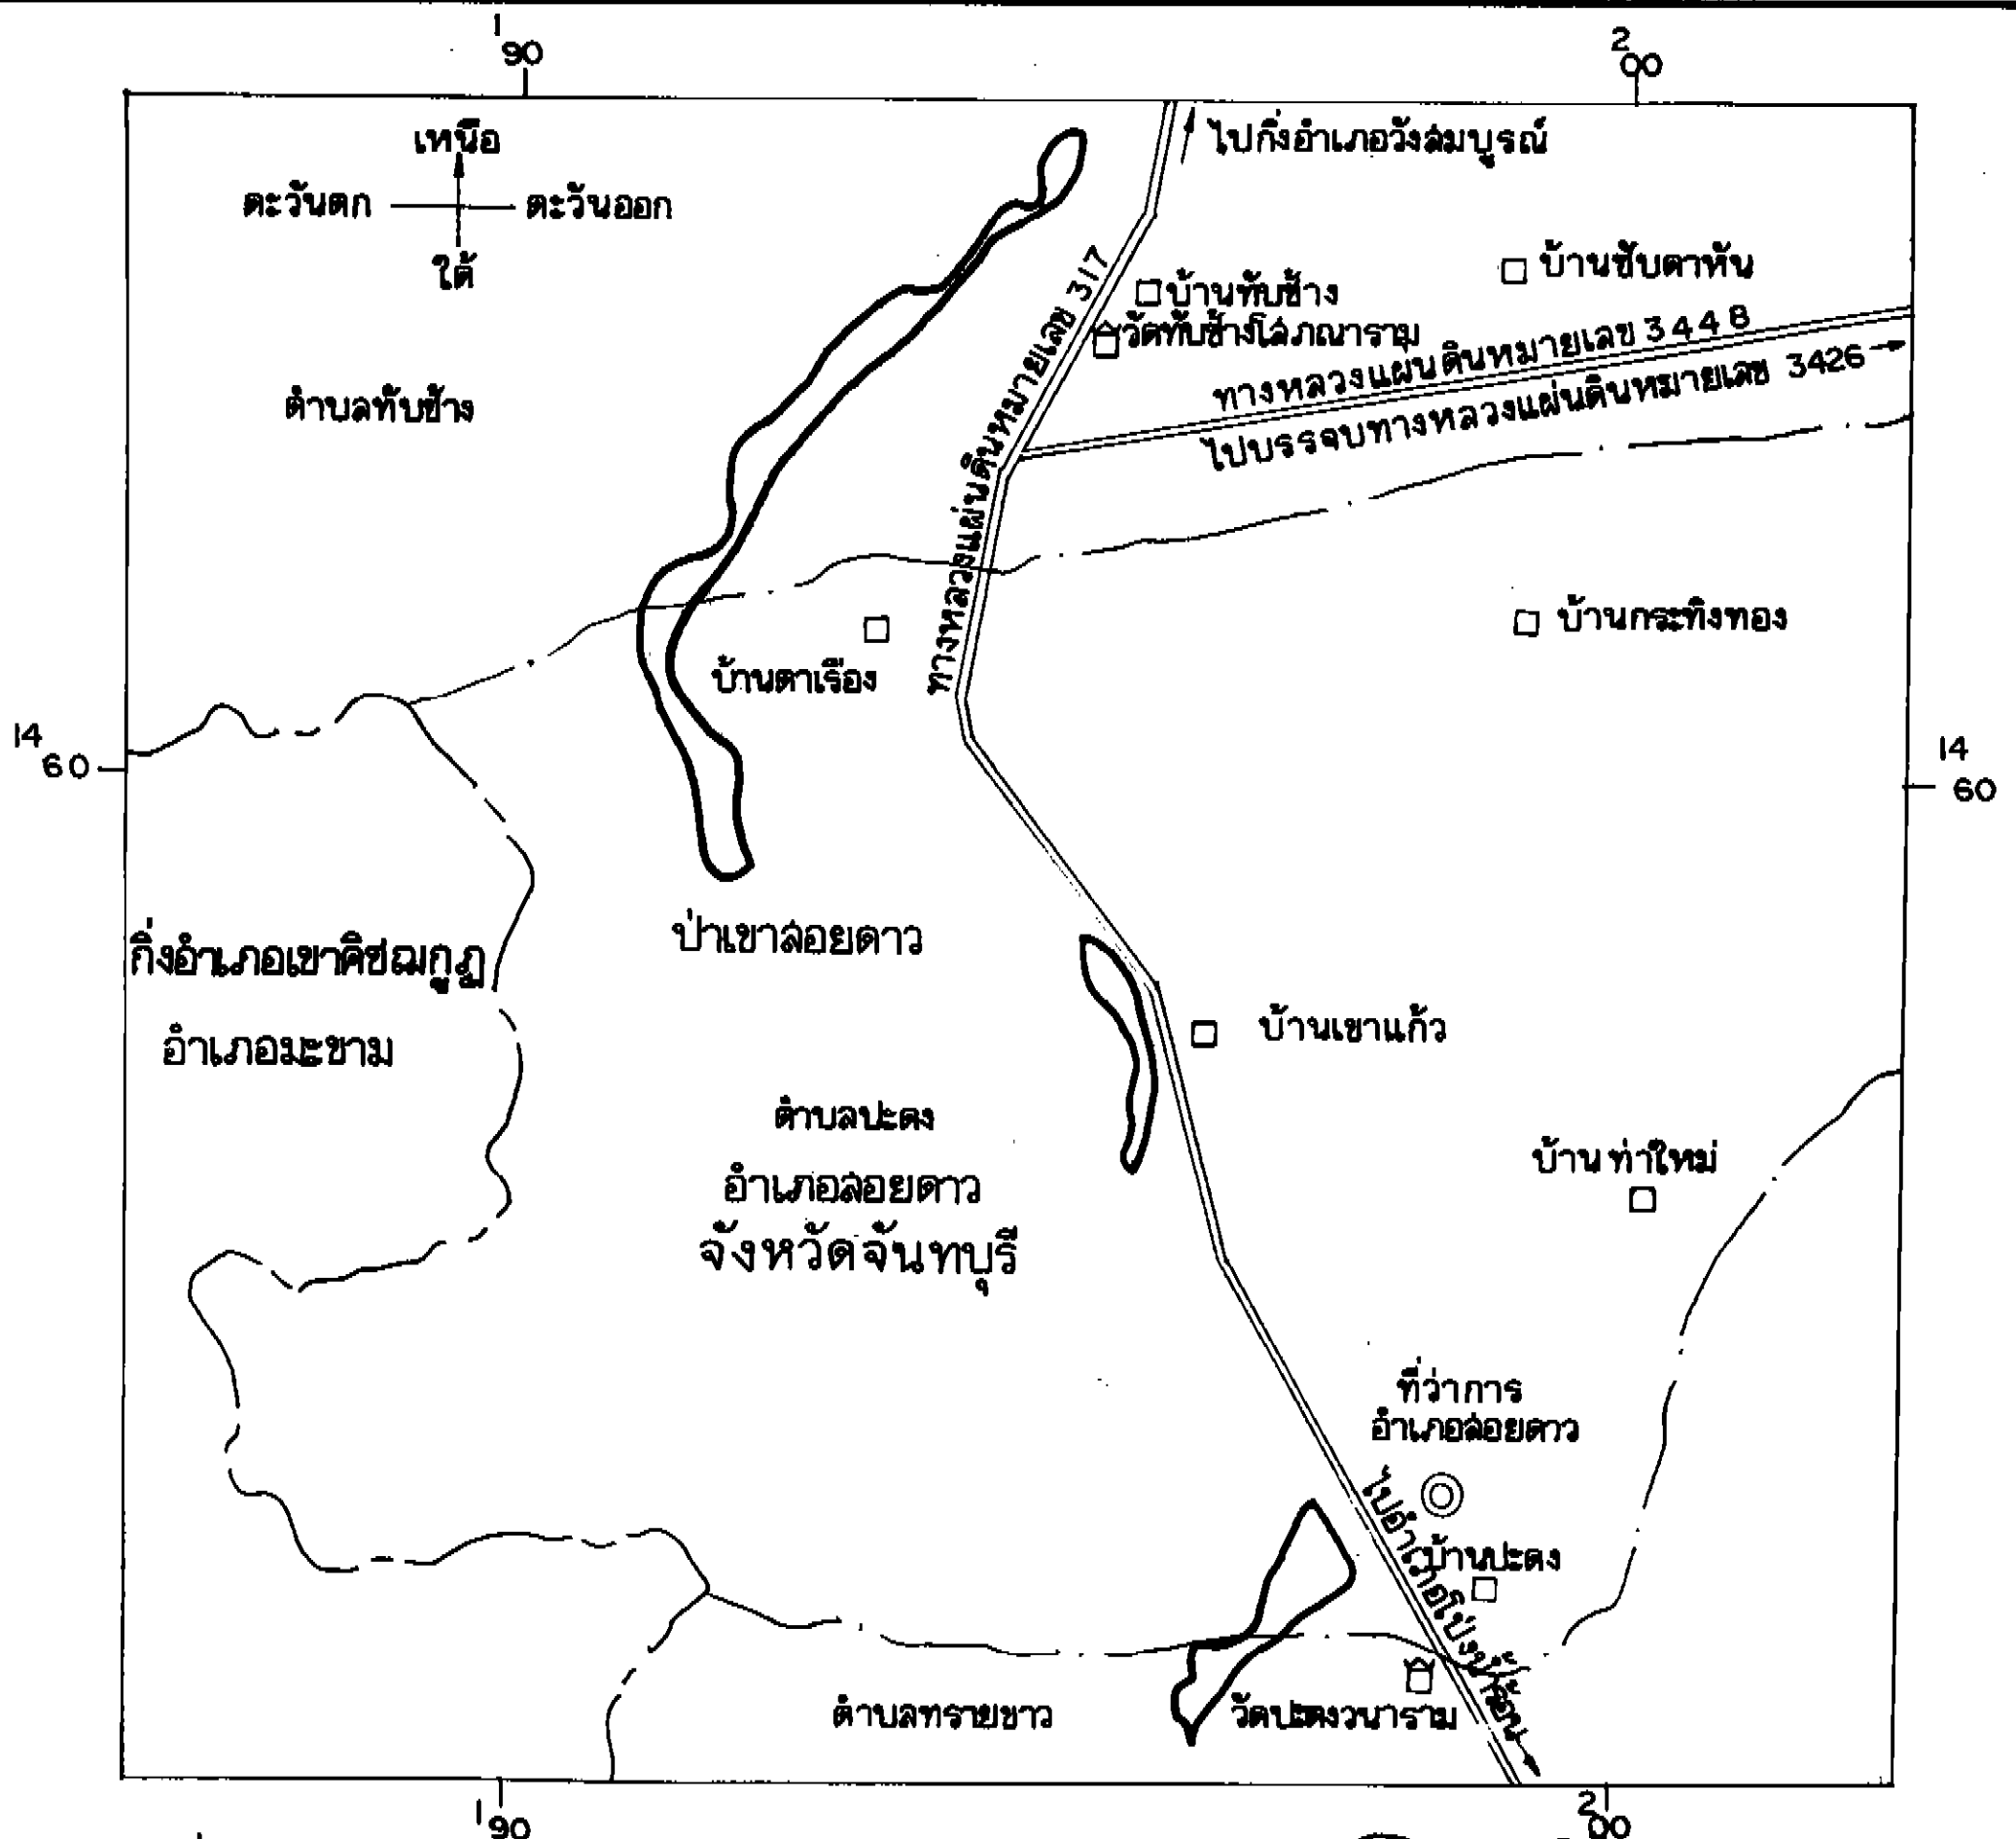 1
90
2
00
เหนือ
ตะวันตก
ตะวันออก
ใต้
ไปกิ่งอำเภอวังสมบูรณ์
บ้านทับช้าง
บ้านซับตาหัน
วัดทับช้างโสภณาราม
ทางหลวงแผ่นดินหมายเลข 317
ทางหลวงแผ่นดินหมายเลข 3448
ไปบรรจบทางหลวงแผ่นดินหมายเลข 3426
ตำบลทับช้าง
บ้านกระทิงทอง
บ้านตาเรือง
14
60
14
60
ป่าเขาสอยดาว
กิ่งอำเภอเขาคิชฌกูฏ
อำเภอมะขาม
บ้านเขาแก้ว
ตำบลปะตง
อำเภอสอยดาว
จังหวัดจันทบุรี
บ้านท่าใหม่
ที่ว่าการ
อำเภอสอยดาว
ไปอำเภอโป่งน้ำร้อน
บ้านปะตง
ตำบลทรายขาว
วัดปะตงวนาราม
1
90
2
00